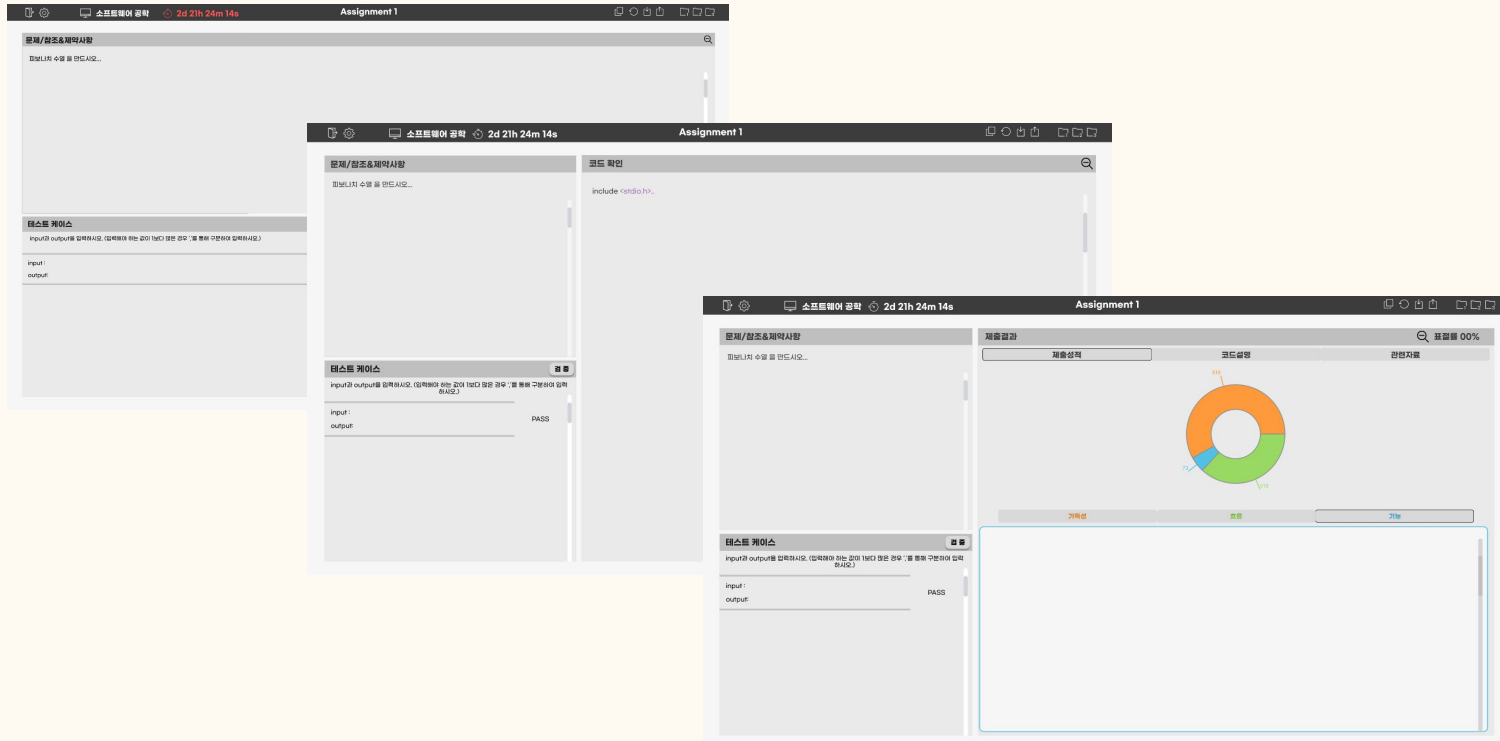 소프트웨어 공학 2d 21h 24m 14s Assignment 1
문제/참조&제약사항
피보나치 수열 을 만드시오...
테스트 케이스
input과 output을 입력하시오. (입력해야 하는 값이 1보다 많은 경우 ','를 통해 구분하여 입력하시오.)
input :
output:
소프트웨어 공학 2d 21h 24m 14s Assignment 1
문제/참조&제약사항
피보나치 수열 을 만드시오...
코드 확인
include <stdio.h>..
테스트 케이스 검증
input과 output을 입력하시오. (입력해야 하는 값이 1보다 많은 경우 ','를 통해 구분하여 입력
하시오.)
input :
output:
PASS
소프트웨어 공학 2d 21h 24m 14s Assignment 1
문제/참조&제약사항
피보나치 수열 을 만드시오...
제출결과 표절률 00%
제출성적 코드설명 관련자료
가독성 효율 기능
테스트 케이스 검증
input과 output을 입력하시오. (입력해야 하는 값이 1보다 많은 경우 ','를 통해 구분하여 입력
하시오.)
input :
output:
PASS